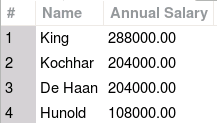 # Name Annual Salary
1 King 288000.00
2 Kochhar 204000.00
3 De Haan 204000.00
4 Hunold 108000.00